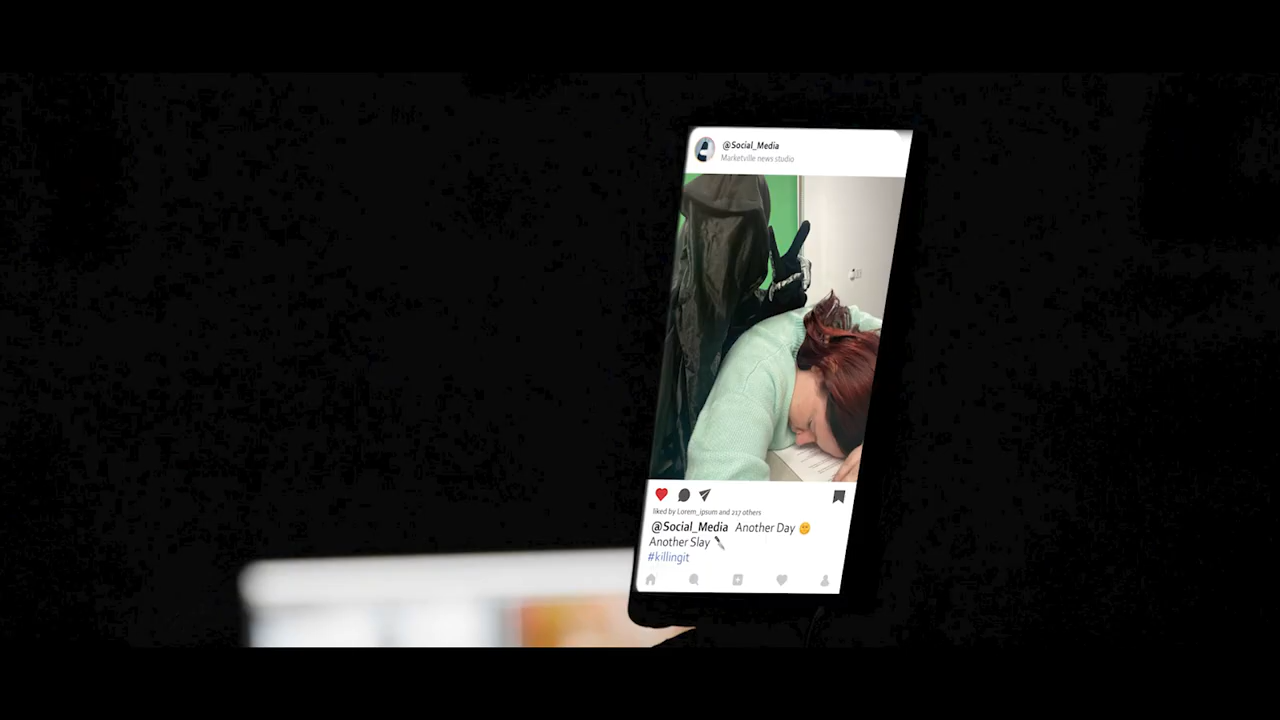 @Social_Media
Marketville news studio
liked by Lorem_ipsum and 217 others
@Social_Media Another Day 😊
Another Slay 🔪
#killingit